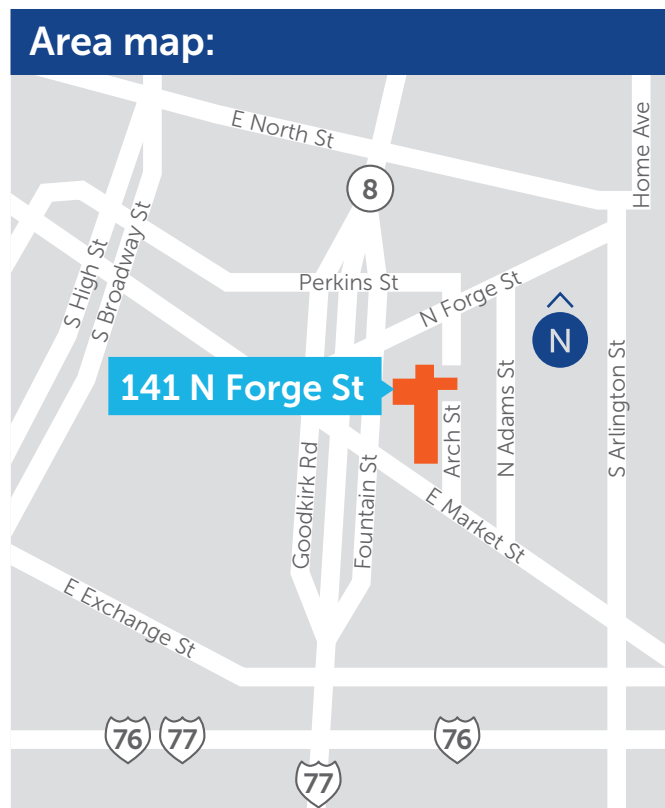 Area map:
E North St
Home Ave
8
S High St
S Broadway St
Perkins St
N Forge St
N
141 N Forge St
Goodkirk Rd
Fountain St
Arch St
N Adams St
S Arlington St
E Market St
E Exchange St
76
77
76
77